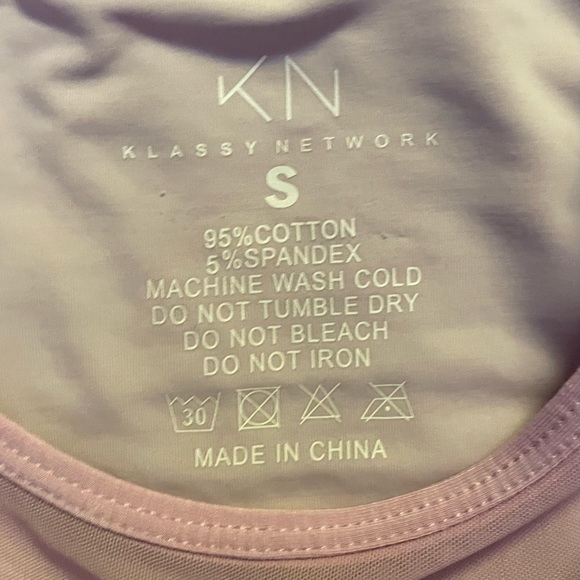 KN
KLASSY NETWORK
S
95%COTTON
5%SPANDEX
MACHINE WASH COLD
DO NOT TUMBLE DRY
DO NOT BLEACH
DO NOT IRON
30
MADE IN CHINA